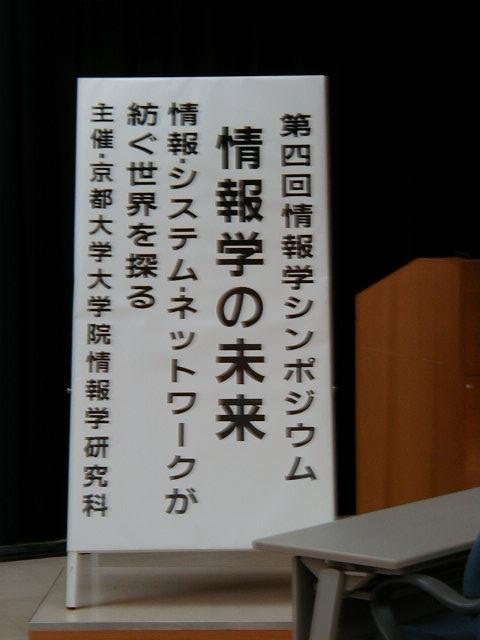 第四回情報学シンポジウム
情報学の未来
情報・システム・ネットワークが
紡ぐ世界を探る
主催・京都大学大学院情報学研究科